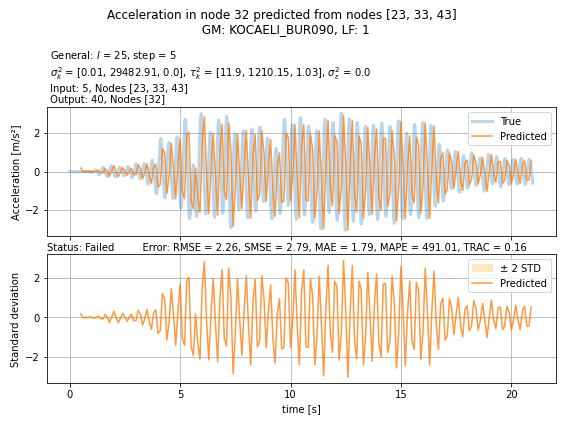 Acceleration in node 32 predicted from nodes [23, 33, 43]
GM: KOCAELI_BUR090, LF: 1
General: l = 25, step = 5
σ²ₖ = [0.01, 29482.91, 0.0], τ²ₖ = [11.9, 1210.15, 1.03], σ²_ε = 0.0
Input: 5, Nodes [23, 33, 43]
Output: 40, Nodes [32]
True
Predicted
Acceleration [m/s²]
2
0
−2
Status: Failed Error: RMSE = 2.26, SMSE = 2.79, MAE = 1.79, MAPE = 491.01, TRAC = 0.16
± 2 STD
Predicted
Standard deviation
2
0
−2
0 5 10 15 20
time [s]